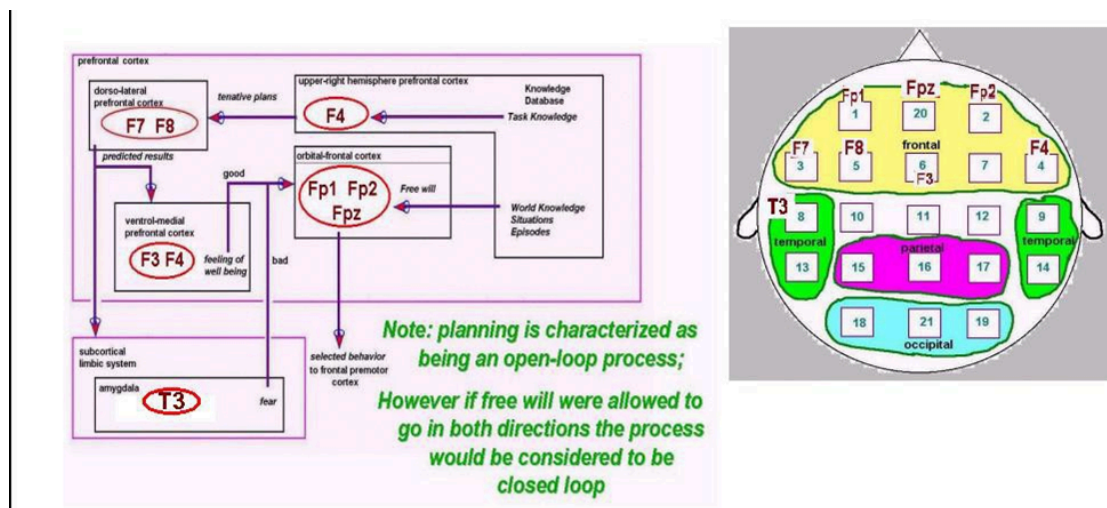 prefrontal cortex
dorso-lateral
prefrontal cortex
F7 F8
tenative plans
upper-right hemisphere prefrontal cortex
F4
Knowledge
Database
Task Knowledge
predicted results
good
orbital-frontal cortex
Fp1 Fp2
Fpz
Free will
World Knowledge
Situations
Episodes
ventrol-medial
prefrontal cortex
F3 F4
feeling of
well being
bad
subcortical
limbic system
amygdala
T3
fear
selected behavior
to frontal premotor
cortex
Note: planning is characterized as
being an open-loop process;
However if free will were allowed to
go in both directions the process
would be considered to be
closed loop
Fp1 Fpz Fp2
1 20 2
frontal
F7 F8 F4
3 5 6 7 4
F3
T3
8 10 11 12 9
temporal parietal temporal
13 15 16 17 14
18 21 19
occipital